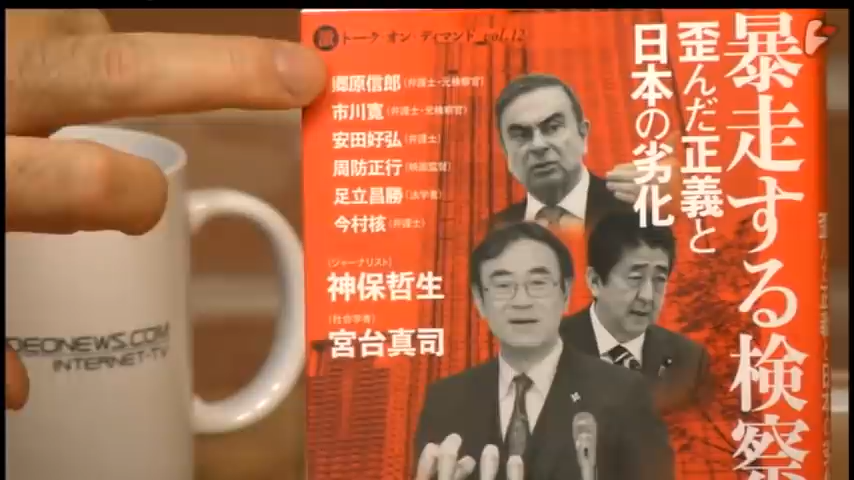 激トーク・オン・ディマンド vol.12
暴走する検察
歪んだ正義と
日本の劣化
郷原信郎(弁護士・元検察官)
市川寛(弁護士・元検察官)
安田好弘(弁護士)
周防正行(映画監督)
足立昌勝(法学者)
今村核(弁護士)
(ジャーナリスト)
神保哲生
(社会学者)
宮台真司
DEONEWS.COM
INTERNET-TV